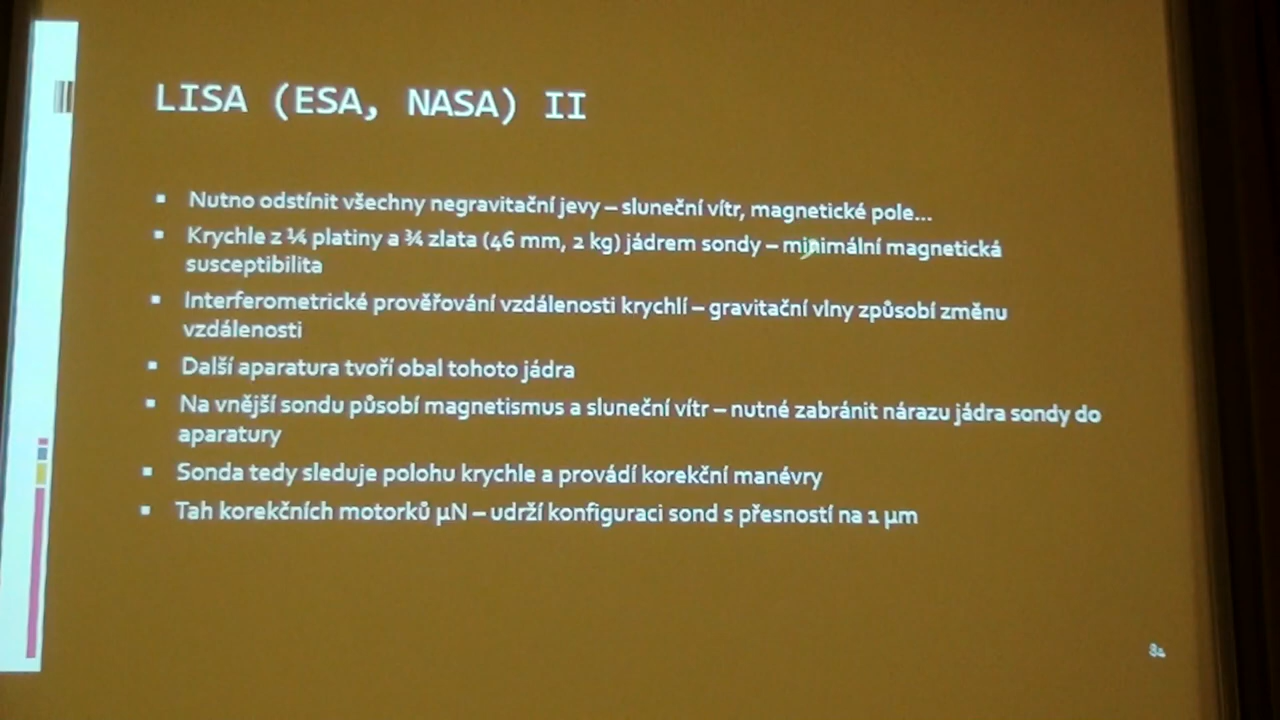 LISA (ESA, NASA) II
▪ Nutno odstínit všechny negravitační jevy – sluneční vítr, magnetické pole…
▪ Krychle z ¼ platiny a ¾ zlata (46 mm, 2 kg) jádrem sondy – minimální magnetická
susceptibilita
▪ Interferometrické prověřování vzdálenosti krychlí – gravitační vlny způsobí změnu
vzdálenosti
▪ Další aparatura tvoří obal tohoto jádra
▪ Na vnější sondu působí magnetismus a sluneční vítr – nutné zabránit nárazu jádra sondy do
aparatury
▪ Sonda tedy sleduje polohu krychle a provádí korekční manévry
▪ Tah korekčních motorků µN – udrží konfiguraci sond s přesností na 1 µm